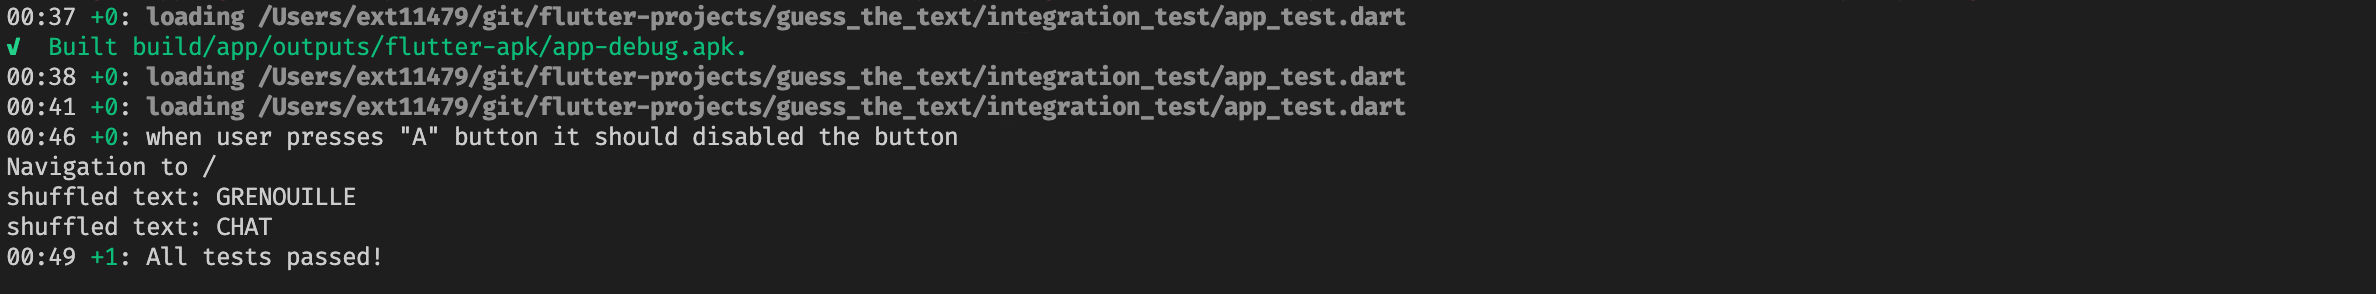 00:37 +0: loading /Users/ext11479/git/flutter-projects/guess_the_text/integration_test/app_test.dart
√  Built build/app/outputs/flutter-apk/app-debug.apk.
00:38 +0: loading /Users/ext11479/git/flutter-projects/guess_the_text/integration_test/app_test.dart
00:41 +0: loading /Users/ext11479/git/flutter-projects/guess_the_text/integration_test/app_test.dart
00:46 +0: when user presses "A" button it should disabled the button
Navigation to /
shuffled text: GRENOUILLE
shuffled text: CHAT
00:49 +1: All tests passed!